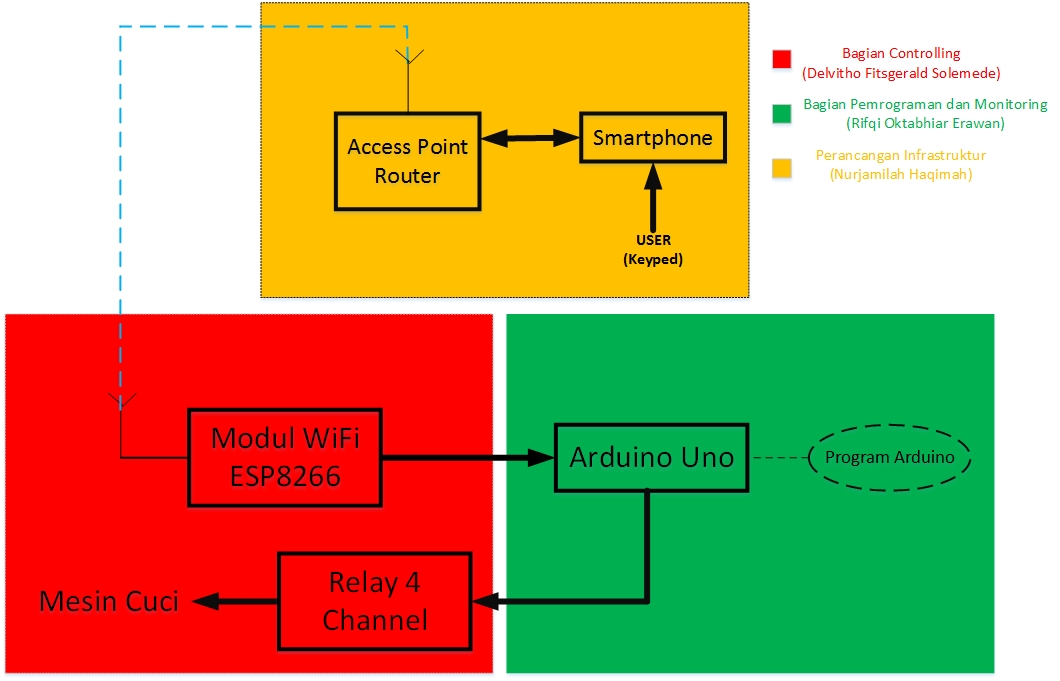 Access Point
Router
Smartphone
USER
(Keyped)
Bagian Controlling
(Delvitho Fitsgerald Solemede)
Bagian Pemrograman dan Monitoring
(Rifqi Oktabhiar Erawan)
Perancangan Infrastruktur
(Nurjamilah Haqimah)
Modul WiFi
ESP8266
Arduino Uno
Program Arduino
Relay 4
Channel
Mesin Cuci